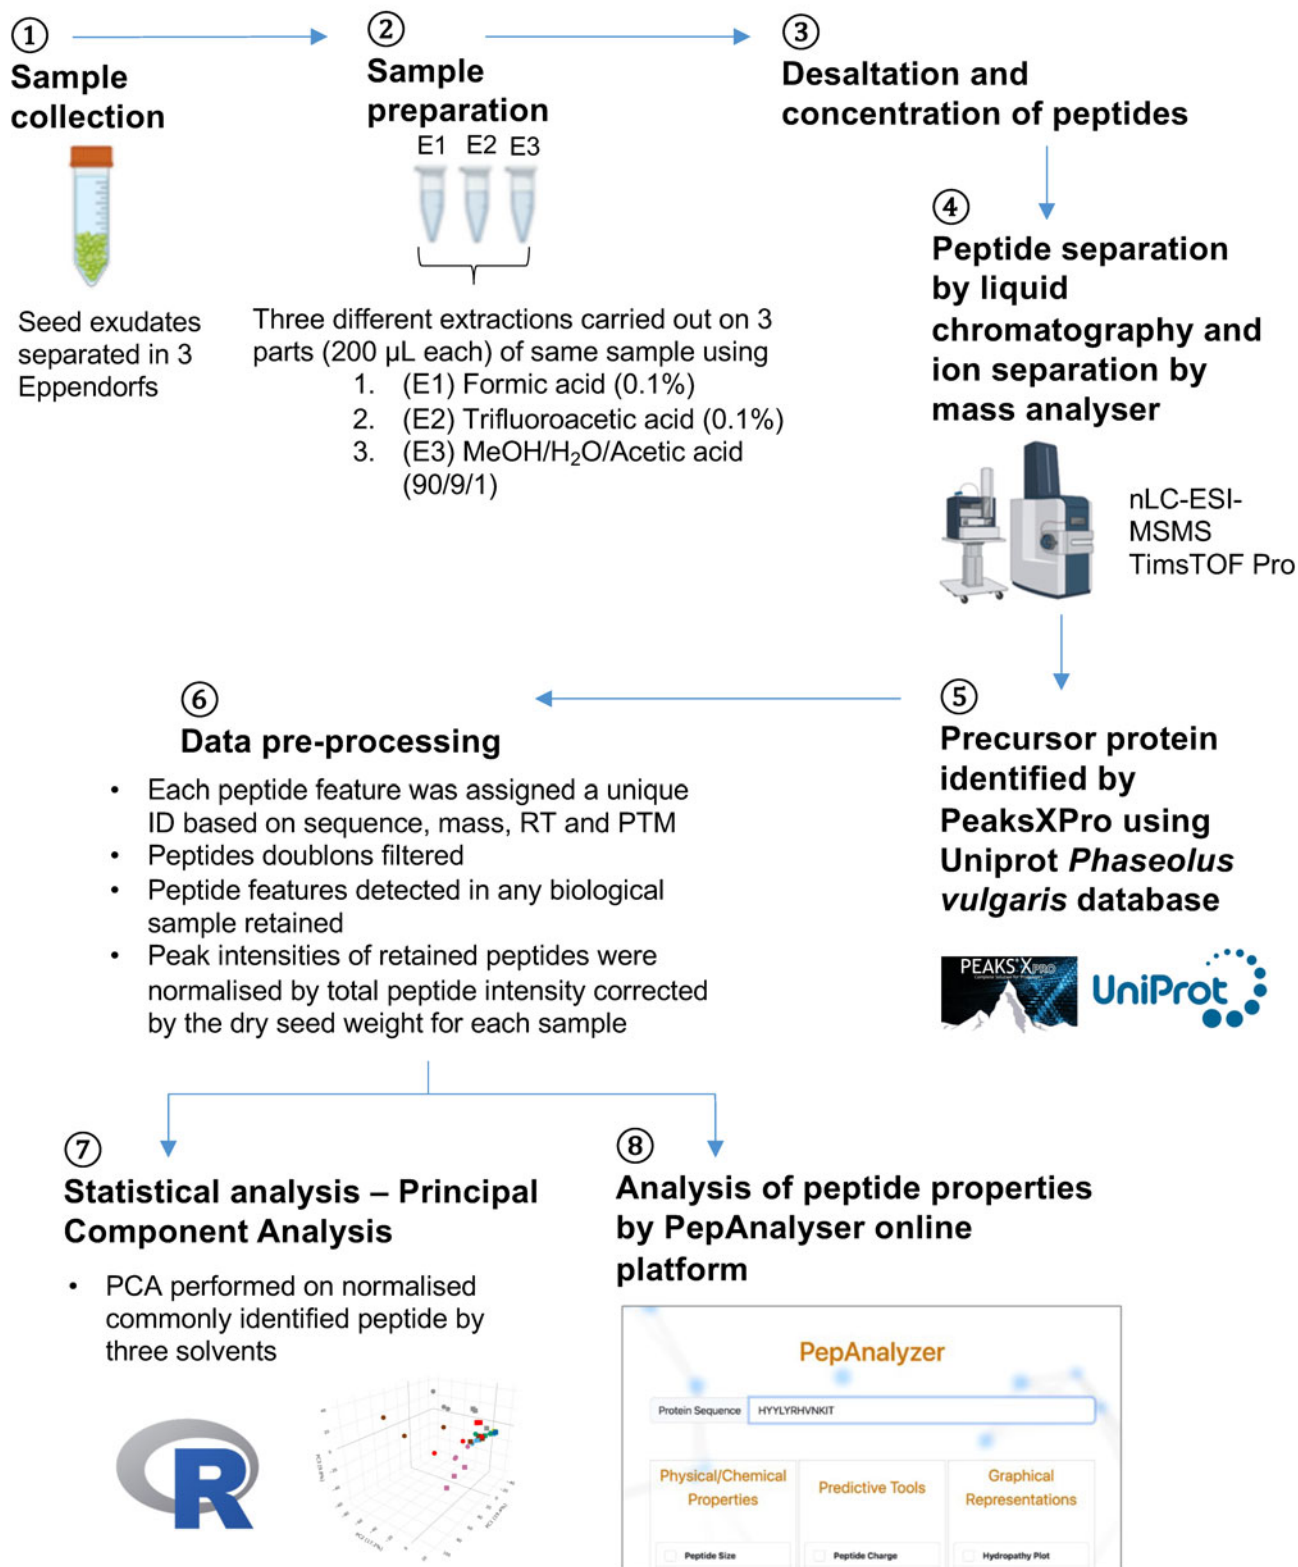 ①
Sample
collection
Seed exudates
separated in 3
Eppendorfs
②
Sample
preparation
E1 E2 E3
Three different extractions carried out on 3
parts (200 µL each) of same sample using
1. (E1) Formic acid (0.1%)
2. (E2) Trifluoroacetic acid (0.1%)
3. (E3) MeOH/H₂O/Acetic acid
(90/9/1)
③
Desaltation and
concentration of peptides
④
Peptide separation
by liquid
chromatography and
ion separation by
mass analyser
nLC-ESI-
MSMS
TimsTOF Pro
⑤
Precursor protein
identified by
PeaksXPro using
Uniprot Phaseolus
vulgaris database
PEAKS X PRO
UniProt
⑥
Data pre-processing
• Each peptide feature was assigned a unique
ID based on sequence, mass, RT and PTM
• Peptides doublons filtered
• Peptide features detected in any biological
sample retained
• Peak intensities of retained peptides were
normalised by total peptide intensity corrected
by the dry seed weight for each sample
⑦
Statistical analysis – Principal
Component Analysis
• PCA performed on normalised
commonly identified peptide by
three solvents
R
⑧
Analysis of peptide properties
by PepAnalyser online
platform
PepAnalyzer
Protein Sequence HYYLYRHVNKIT
Physical/Chemical
Properties
Predictive Tools
Graphical
Representations
Peptide Size
Peptide Charge
Hydropathy Plot